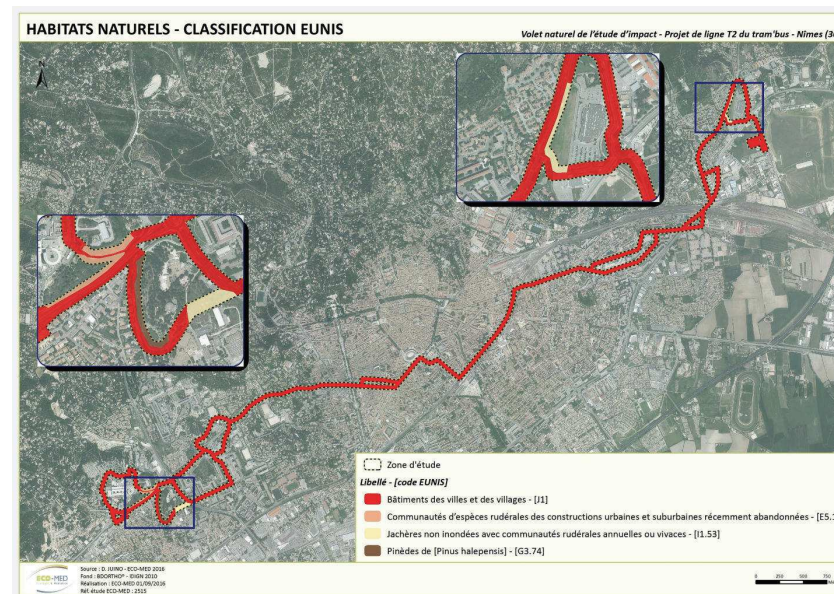 HABITATS NATURELS - CLASSIFICATION EUNIS
Volet naturel de l'étude d'impact - Projet de ligne T2 du tram'bus - Nîmes (30
N
Zone d'étude
Libellé - [code EUNIS]
Bâtiments des villes et des villages - [J1]
Communautés d'espèces rudérales des constructions urbaines et suburbaines récemment abandonnées - [E5.1
Jachères non inondées avec communautés rudérales annuelles ou vivaces - [I1.53]
Pinèdes de [Pinus halepensis] - [G3.74]
ECO-MED
Source : D. JUINO - ECO-MED 2016
Fond : BDORTHO® - ©IGN 2010
Réalisation : ECO-MED 01/09/2016
Réf. étude ECO-MED : 2515
0 250 500 750